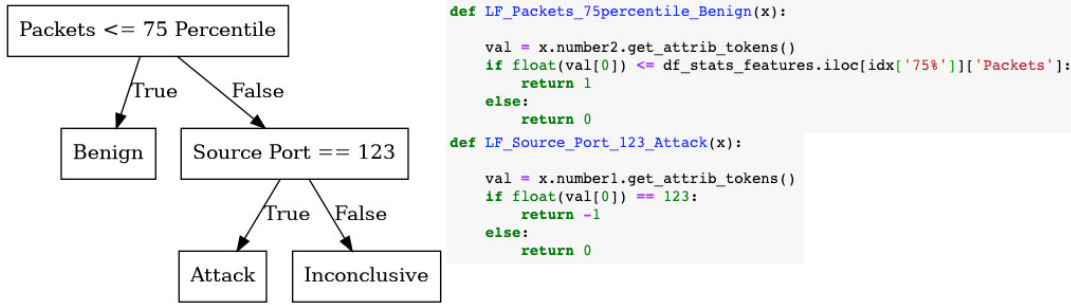 Packets <= 75 Percentile
True
False
Benign
Source Port == 123
True
False
Attack
Inconclusive
def LF_Packets_75percentile_Benign(x):
    val = x.number2.get_attrib_tokens()
    if float(val[0]) <= df_stats_features.iloc[idx['75%']]['Packets']:
        return 1
    else:
        return 0
def LF_Source_Port_123_Attack(x):
    val = x.number1.get_attrib_tokens()
    if float(val[0]) == 123:
        return -1
    else:
        return 0